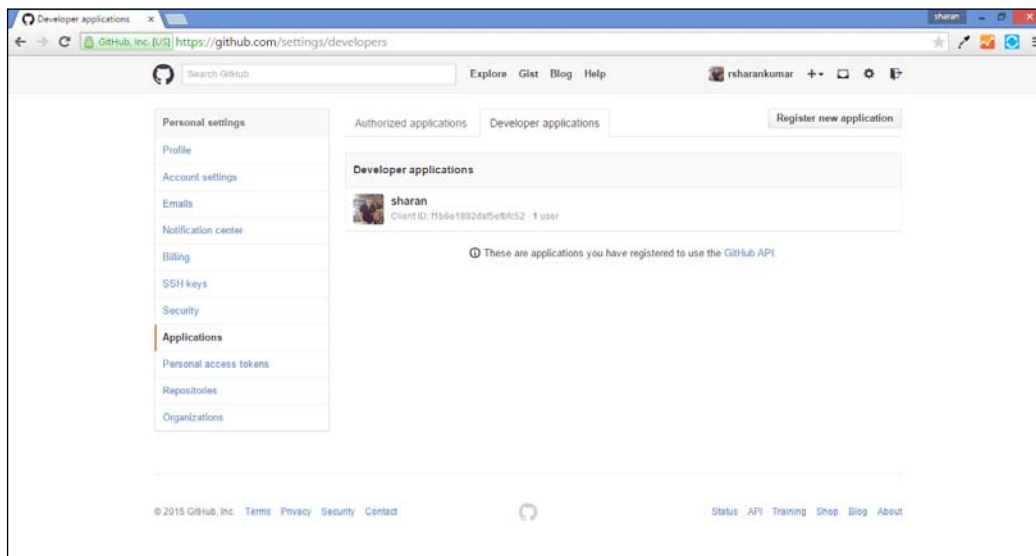 Developer applications
sharan
GitHub, Inc. [US] https://github.com/settings/developers
Search GitHub
Explore Gist Blog Help
rsharankumar
Personal settings
Profile
Account settings
Emails
Notification center
Billing
SSH keys
Security
Applications
Personal access tokens
Repositories
Organizations
Authorized applications
Developer applications
Register new application
Developer applications
sharan
Client ID: · 1 user
These are applications you have registered to use the GitHub API.
© 2015 GitHub, Inc. Terms Privacy Security Contact
Status API Training Shop Blog About